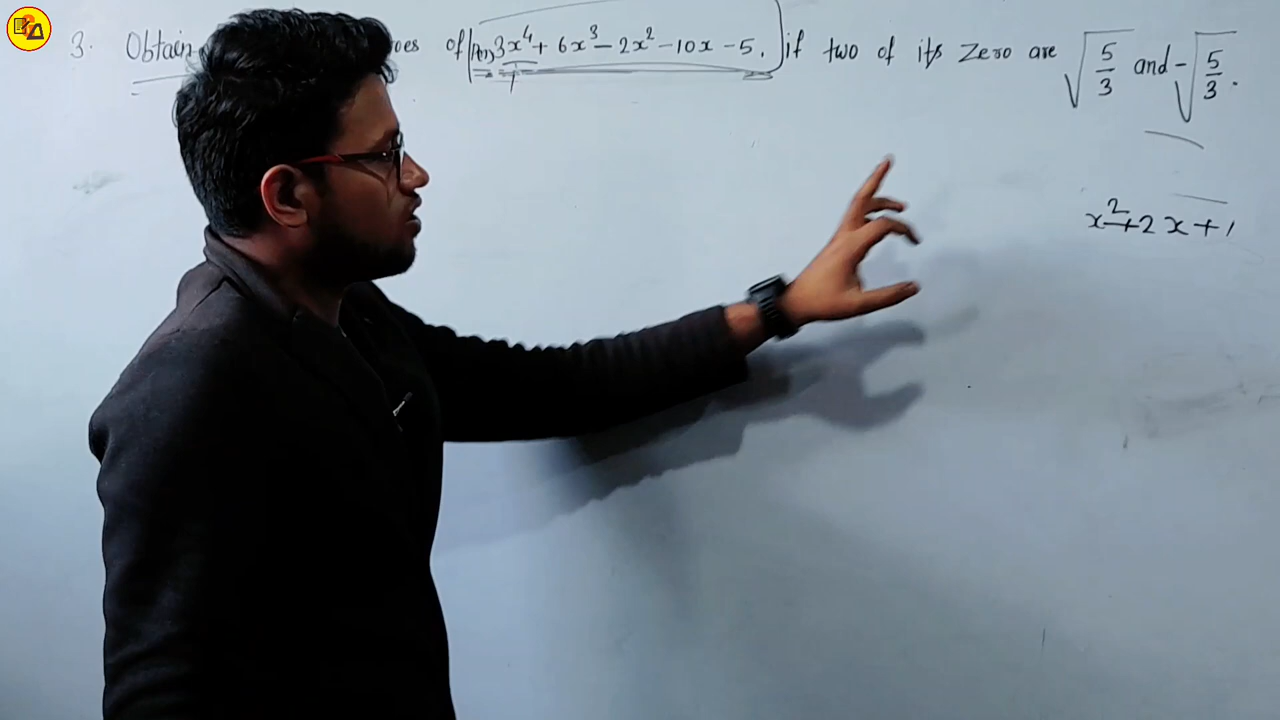 3. Obtain of 3x⁴ + 6x³ - 2x² - 10x - 5. if two of its Zero are √5/3 and -√5/3.
x² + 2x + 1